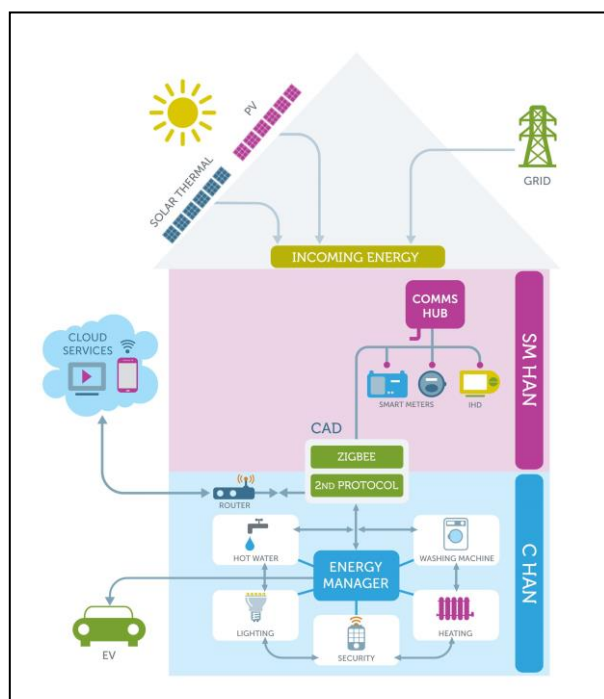 PV
SOLAR THERMAL
GRID
INCOMING ENERGY
COMMS
HUB
SM HAN
CLOUD
SERVICES
SMART METERS
IHD
CAD
ZIGBEE
2ND PROTOCOL
ROUTER
HOT WATER
WASHING MACHINE
ENERGY
MANAGER
C HAN
LIGHTING
HEATING
SECURITY
EV